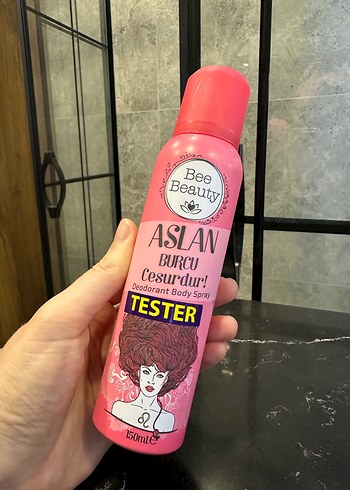 Bee
Beauty
ASLAN
BURCU
Cesurdur!
Deodorant Body Spray
TESTER
150ml e